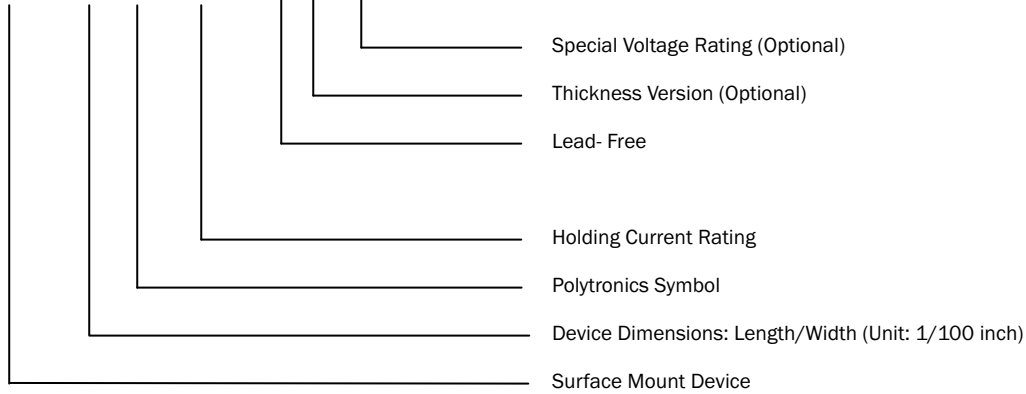 Special Voltage Rating (Optional)
Thickness Version (Optional)
Lead- Free
Holding Current Rating
Polytronics Symbol
Device Dimensions: Length/Width (Unit: 1/100 inch)
Surface Mount Device